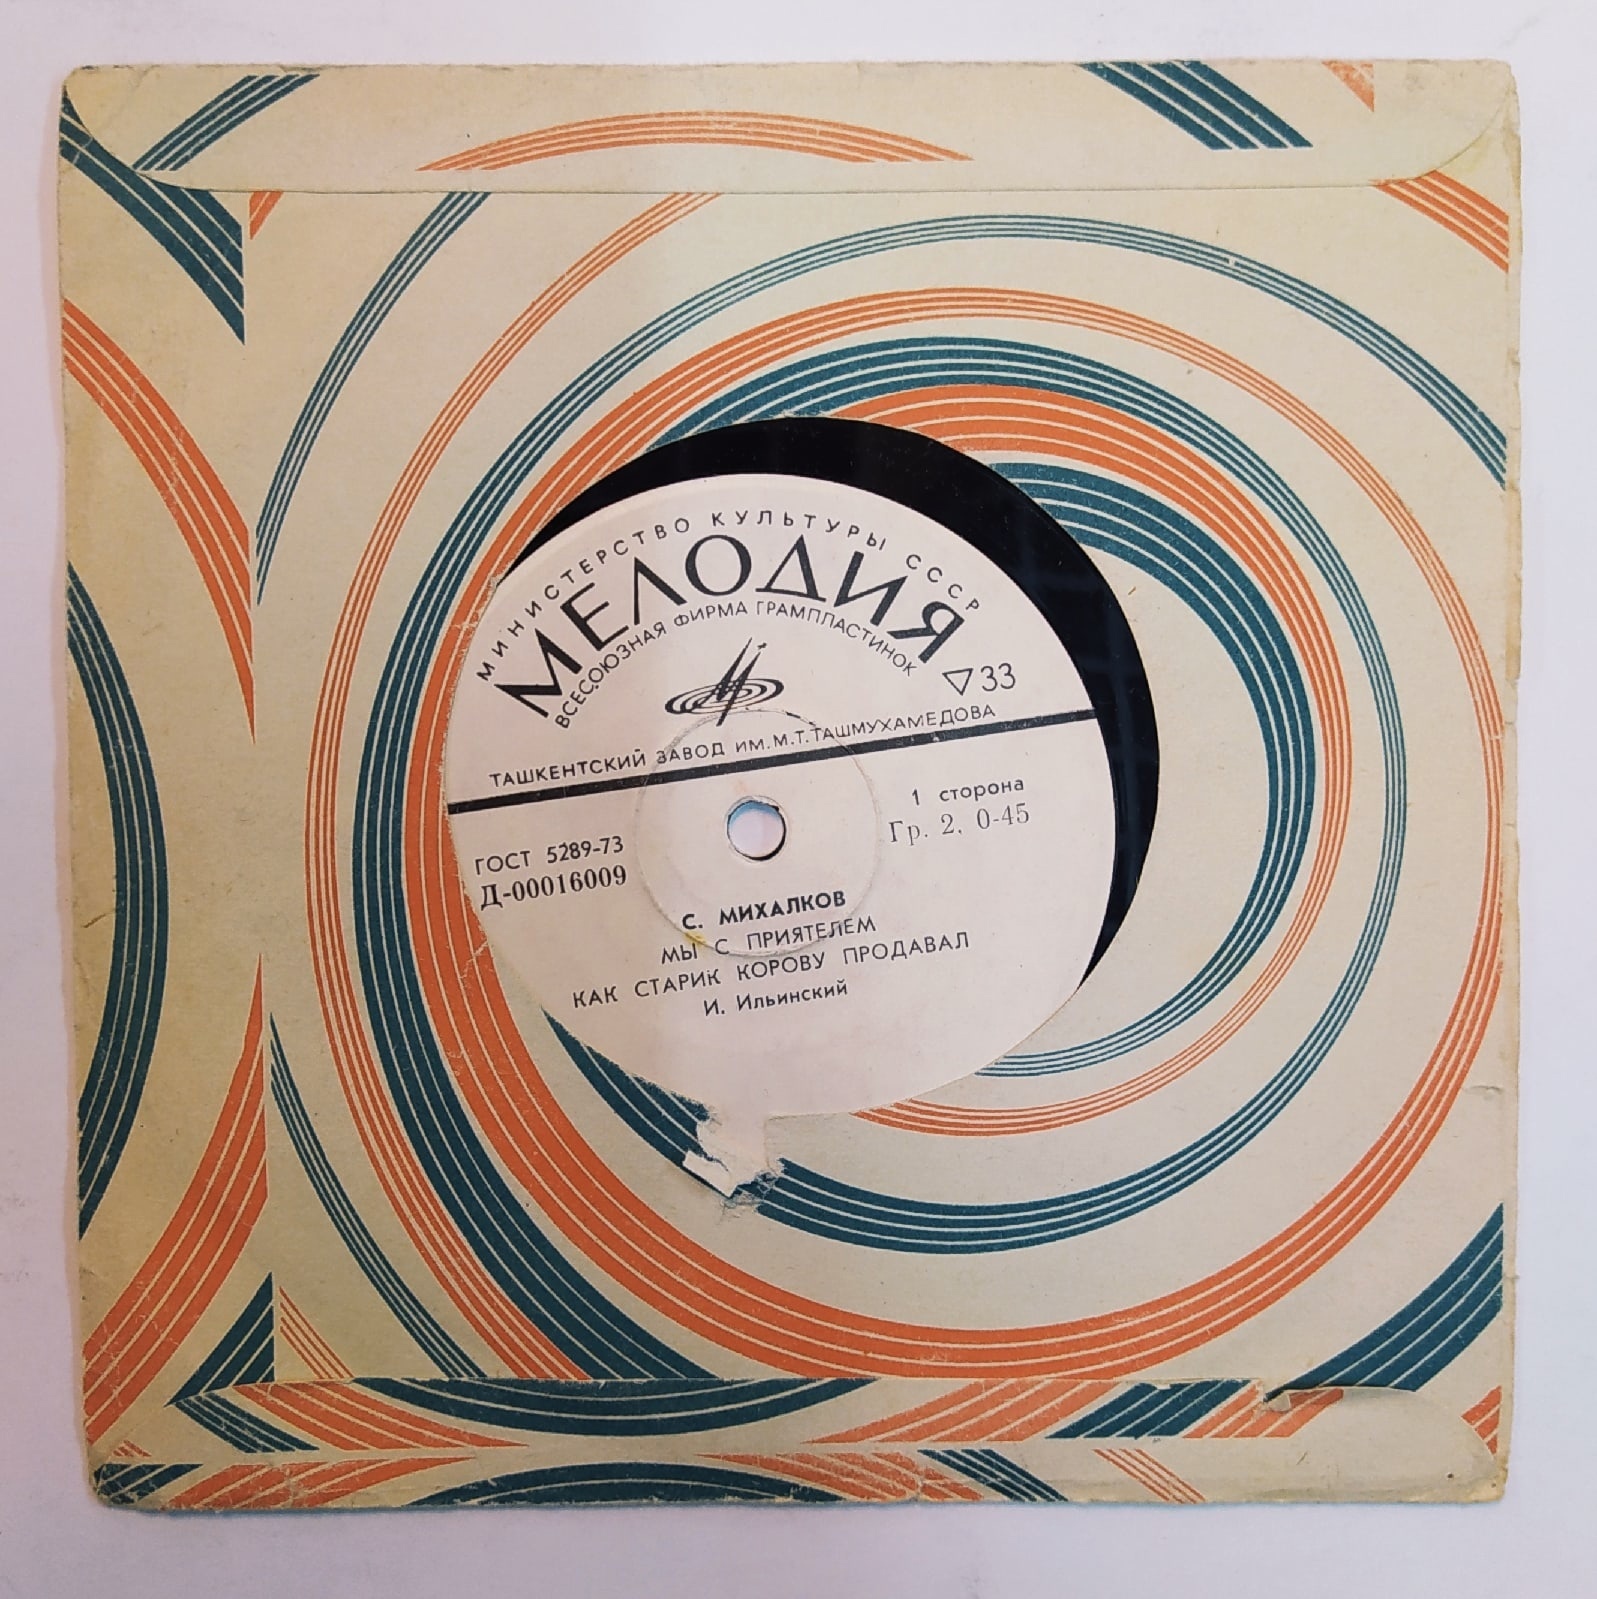 МИНИСТЕРСТВО КУЛЬТУРЫ СССР
МЕЛОДИЯ
ВСЕСОЮЗНАЯ ФИРМА ГРАМПЛАСТИНОК
33
ТАШКЕНТСКИЙ ЗАВОД ИМ. М.Т. ТАШМУХАМЕДОВА
1 сторона
Гр. 2. 0-45
ГОСТ 5289-73
Д-00016009
С. МИХАЛКОВ
МЫ С ПРИЯТЕЛЕМ
КАК СТАРИК КОРОВУ ПРОДАВАЛ
И. Ильинский